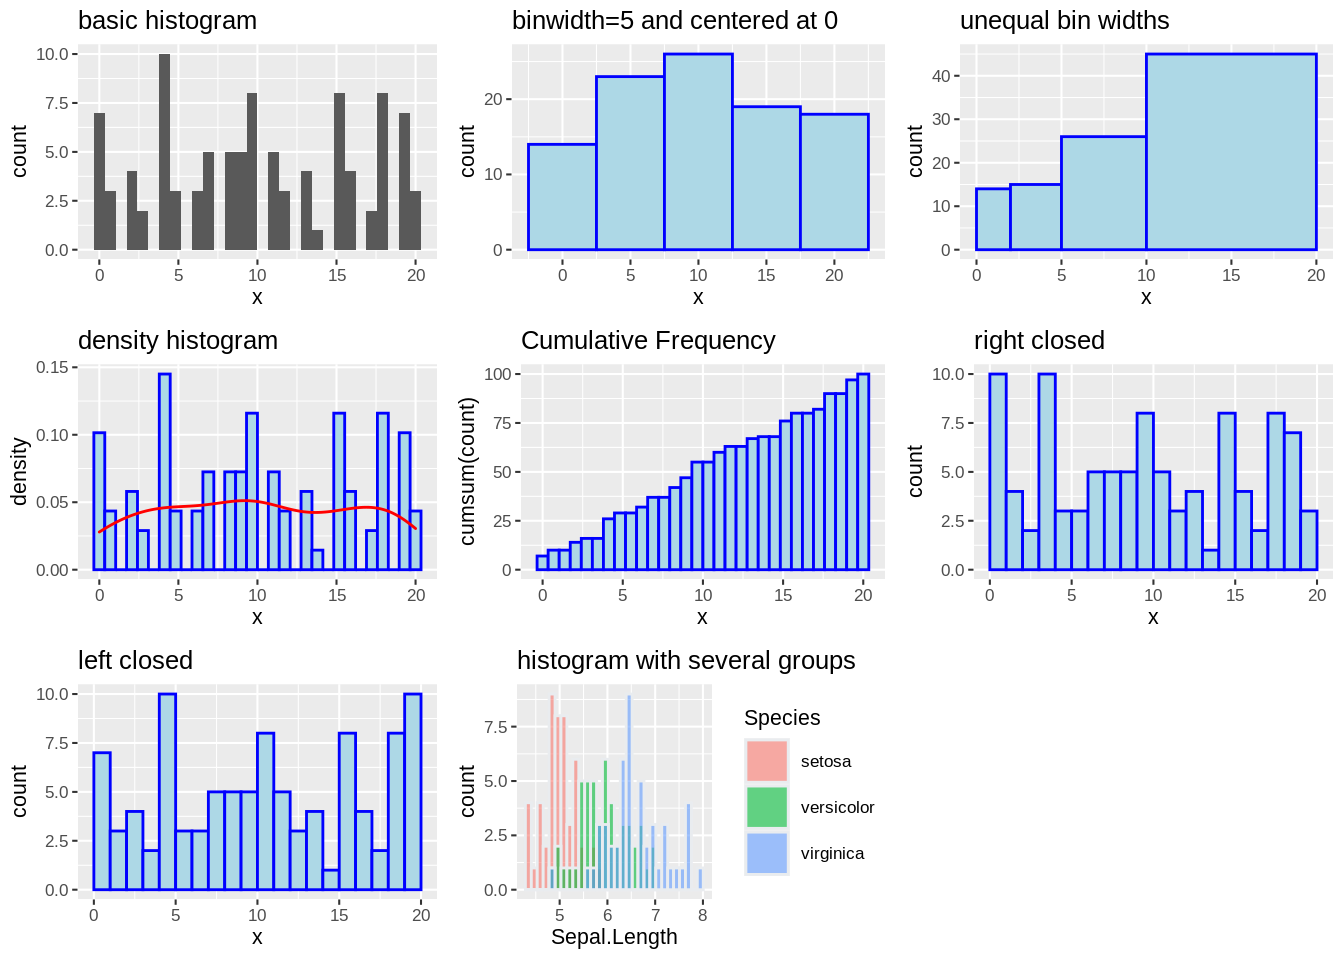 basic histogram
10.0
7.5
5.0
2.5
0.0
count
0 5 10 15 20
x
binwidth=5 and centered at 0
20
10
0
count
0 5 10 15 20
x
unequal bin widths
40
30
20
10
0
count
0 5 10 15 20
x
density histogram
0.15
0.10
0.05
0.00
density
0 5 10 15 20
x
Cumulative Frequency
100
75
50
25
0
cumsum(count)
0 5 10 15 20
x
right closed
10.0
7.5
5.0
2.5
0.0
count
0 5 10 15 20
x
left closed
10.0
7.5
5.0
2.5
0.0
count
0 5 10 15 20
x
histogram with several groups
7.5
5.0
2.5
0.0
count
5 6 7 8
Sepal.Length
Species
setosa
versicolor
virginica